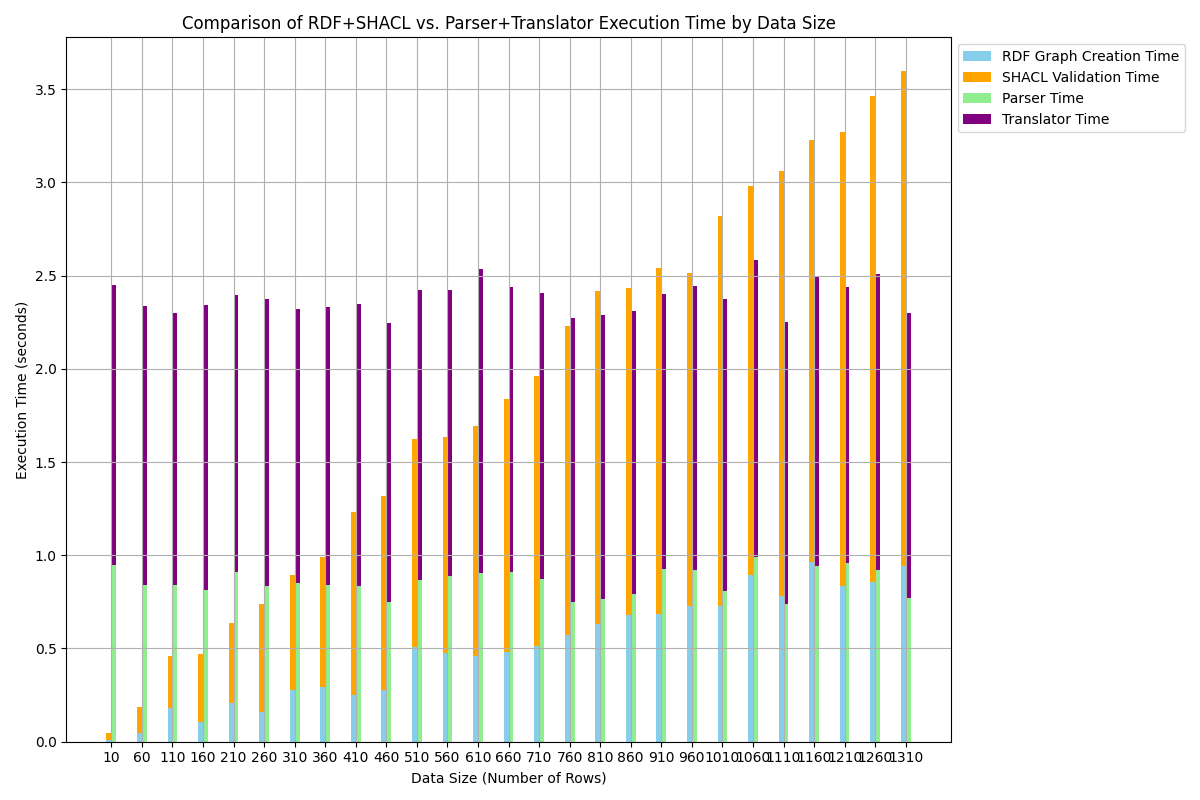 Comparison of RDF+SHACL vs. Parser+Translator Execution Time by Data Size
RDF Graph Creation Time
SHACL Validation Time
Parser Time
Translator Time
Execution Time (seconds)
3.5
3.0
2.5
2.0
1.5
1.0
0.5
0.0
10 60 110 160 210 260 310 360 410 460 510 560 610 660 710 760 810 860 910 960 1010 1060 1110 1160 1210 1260 1310
Data Size (Number of Rows)